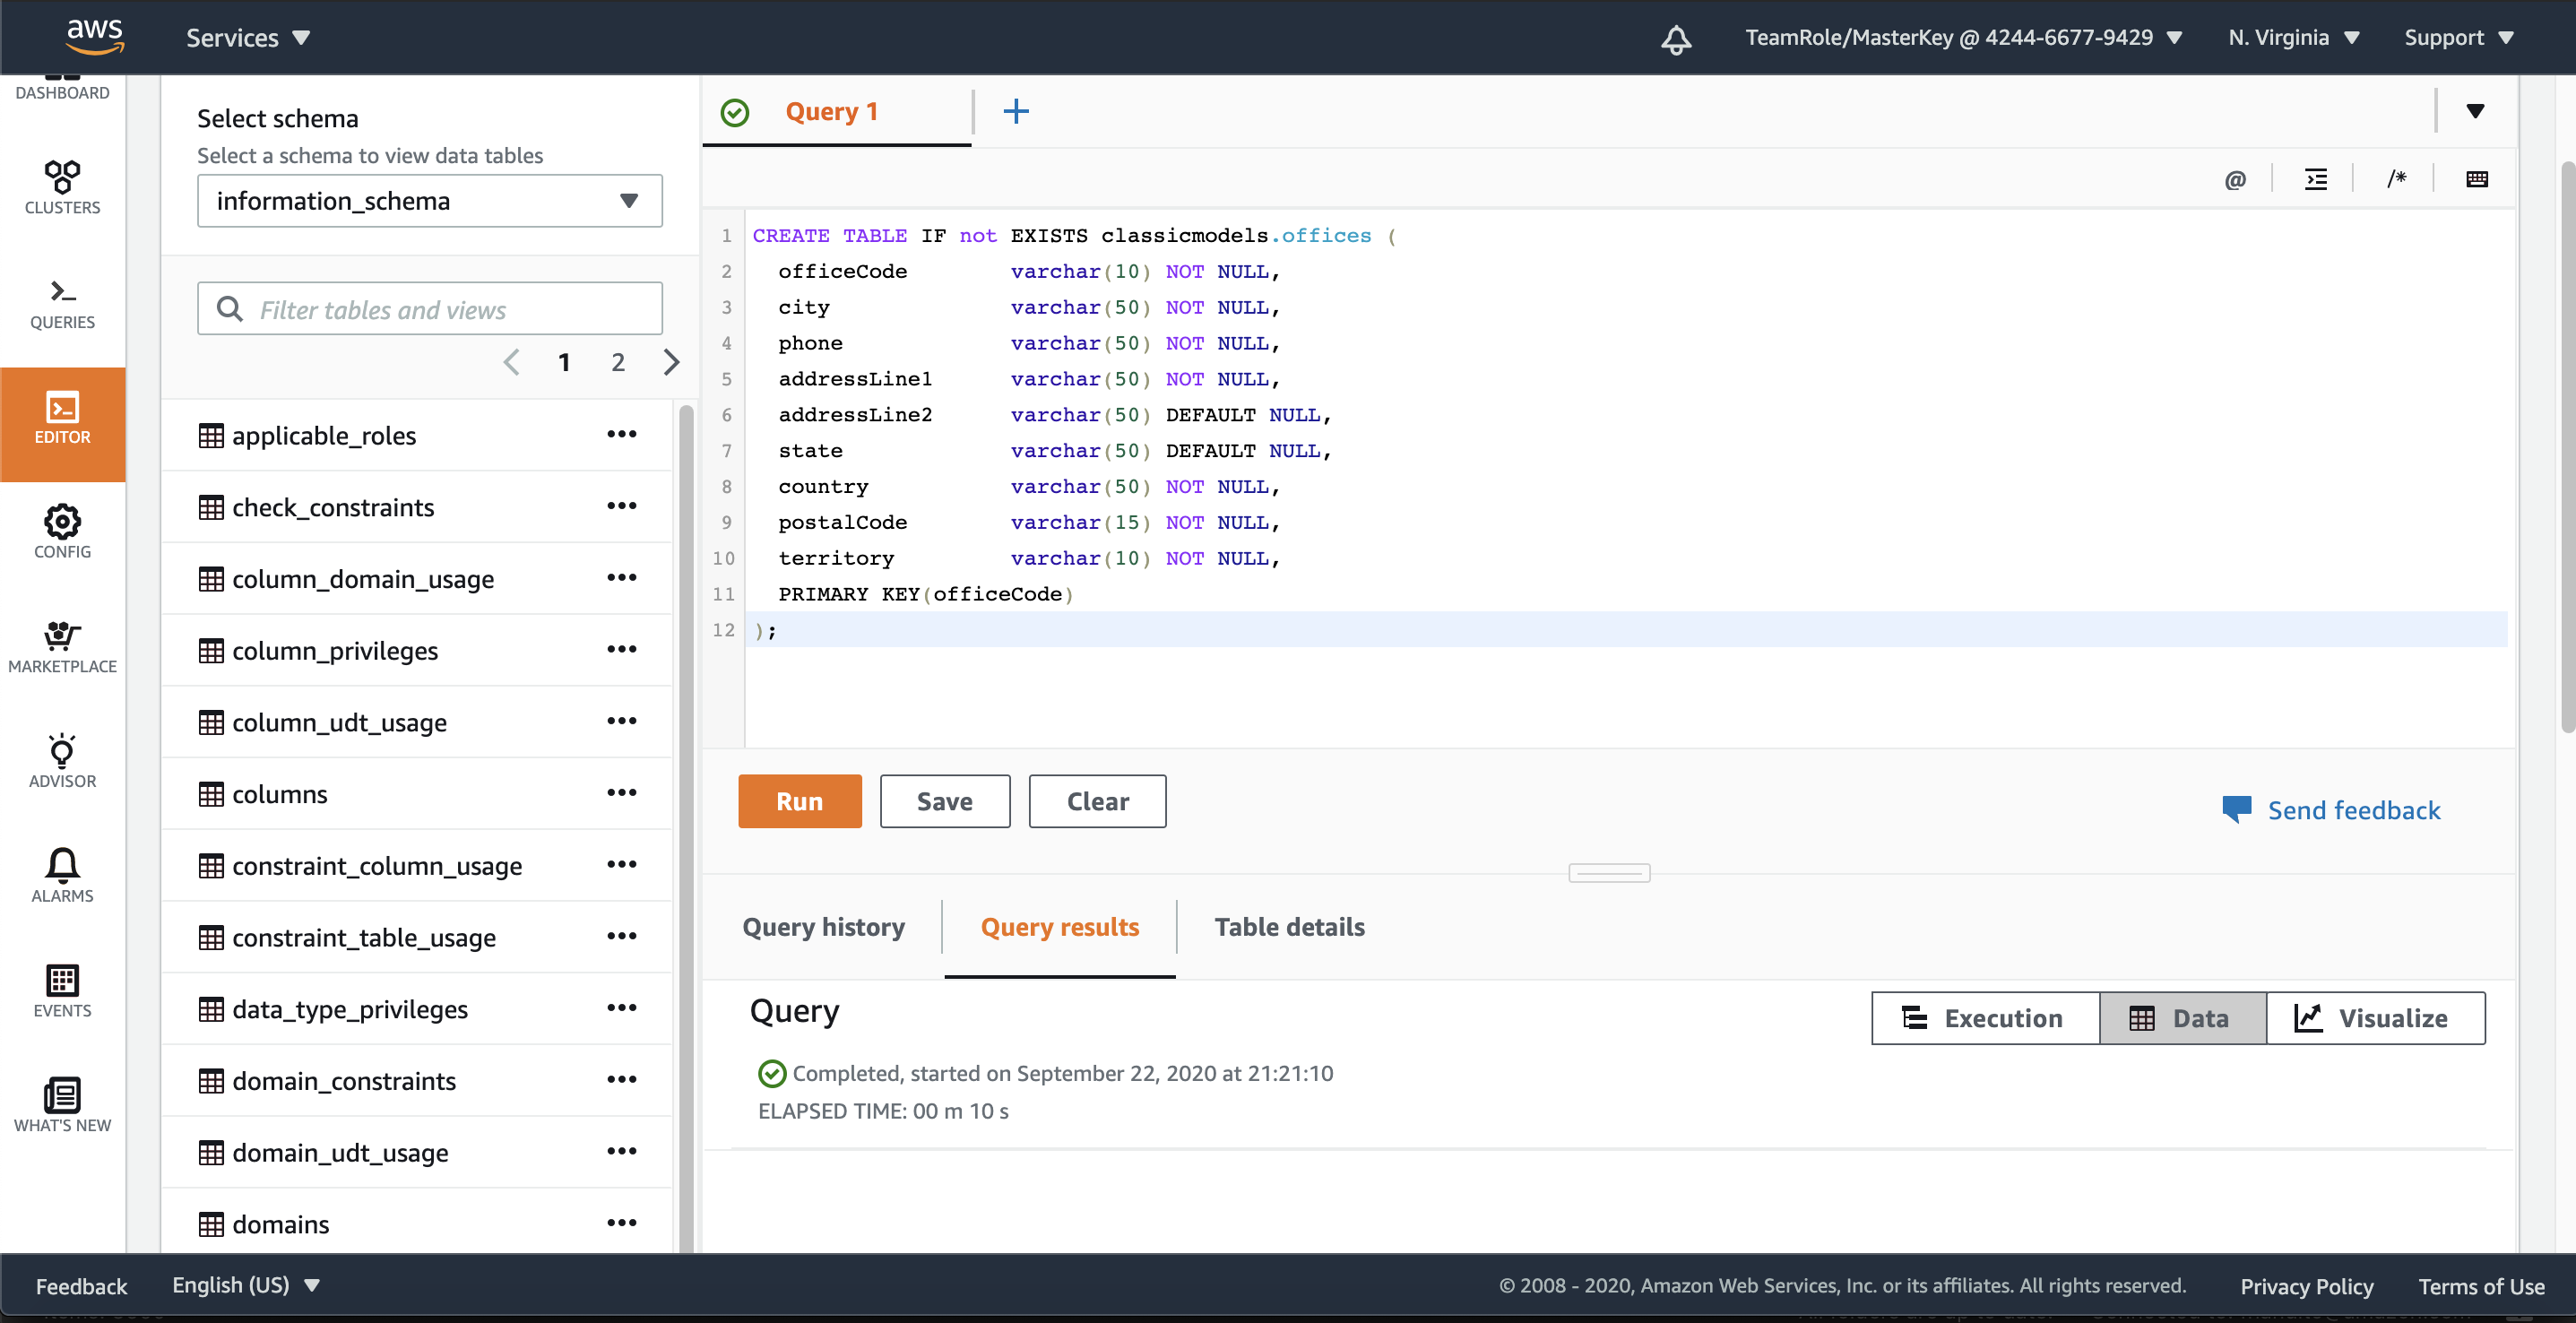 aws
Services
TeamRole/MasterKey @ 4244-6677-9429
N. Virginia
Support
DASHBOARD
CLUSTERS
QUERIES
EDITOR
CONFIG
MARKETPLACE
ADVISOR
ALARMS
EVENTS
WHAT'S NEW
Select schema
Select a schema to view data tables
information_schema
Filter tables and views
1 2
applicable_roles
check_constraints
column_domain_usage
column_privileges
column_udt_usage
columns
constraint_column_usage
constraint_table_usage
data_type_privileges
domain_constraints
domain_udt_usage
domains
Query 1
@ /*
1 CREATE TABLE IF not EXISTS classicmodels.offices (
2 officeCode varchar(10) NOT NULL,
3 city varchar(50) NOT NULL,
4 phone varchar(50) NOT NULL,
5 addressLine1 varchar(50) NOT NULL,
6 addressLine2 varchar(50) DEFAULT NULL,
7 state varchar(50) DEFAULT NULL,
8 country varchar(50) NOT NULL,
9 postalCode varchar(15) NOT NULL,
10 territory varchar(10) NOT NULL,
11 PRIMARY KEY(officeCode)
12 );
Run Save Clear
Send feedback
Query history Query results Table details
Query
Execution Data Visualize
Completed, started on September 22, 2020 at 21:21:10
ELAPSED TIME: 00 m 10 s
Feedback English (US)
© 2008 - 2020, Amazon Web Services, Inc. or its affiliates. All rights reserved. Privacy Policy Terms of Use